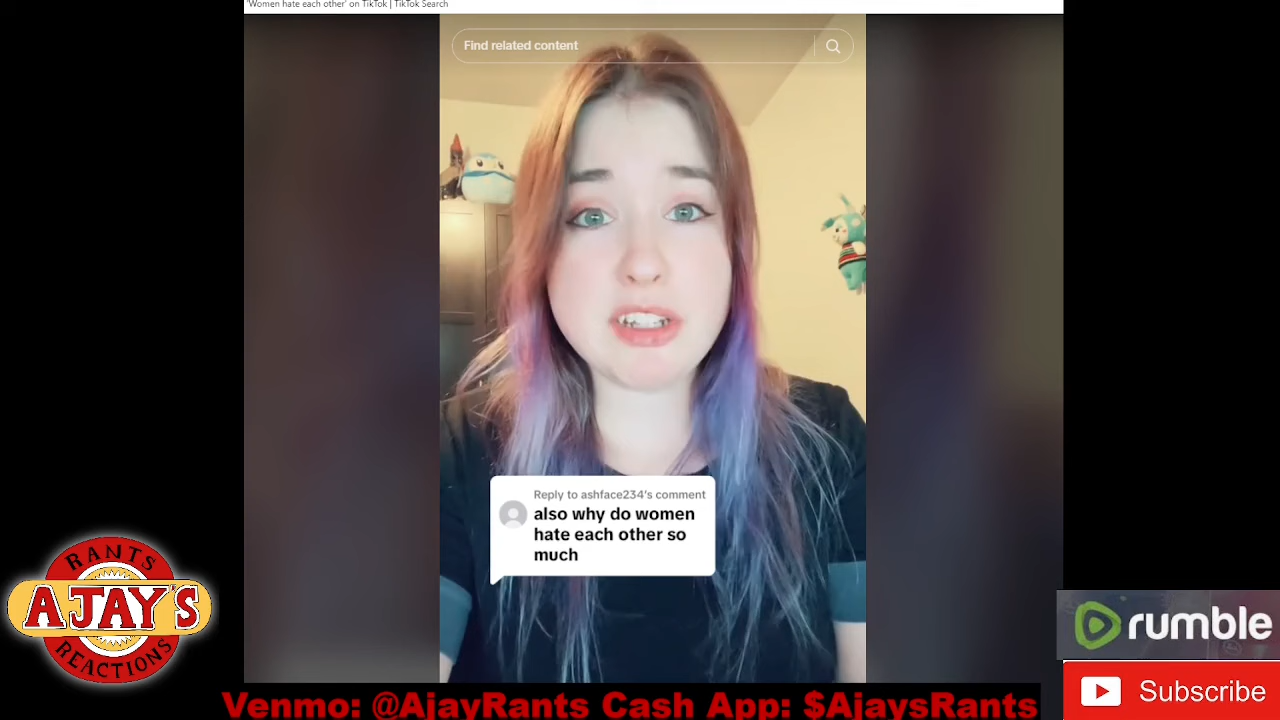 'Women hate each other' on TikTok | TikTok Search
Find related content
Reply to ashface234's comment
also why do women
hate each other so
much
RANTS
AJAY'S
REACTIONS
rumble
Subscribe
Venmo: @AjayRants Cash App: $AjaysRants